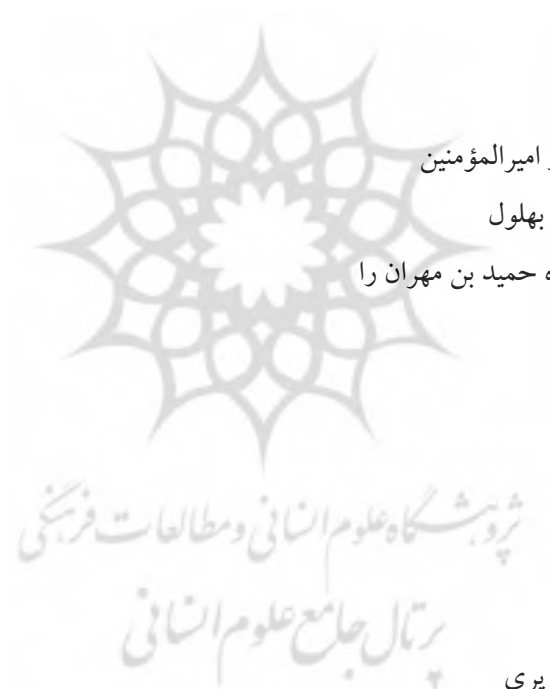 امیرالمؤمنین
بهلول
حمید بن مهران را
پژوهشگاه علوم انسانی و مطالعات فرهنگی
پرتال جامع علوم انسانی